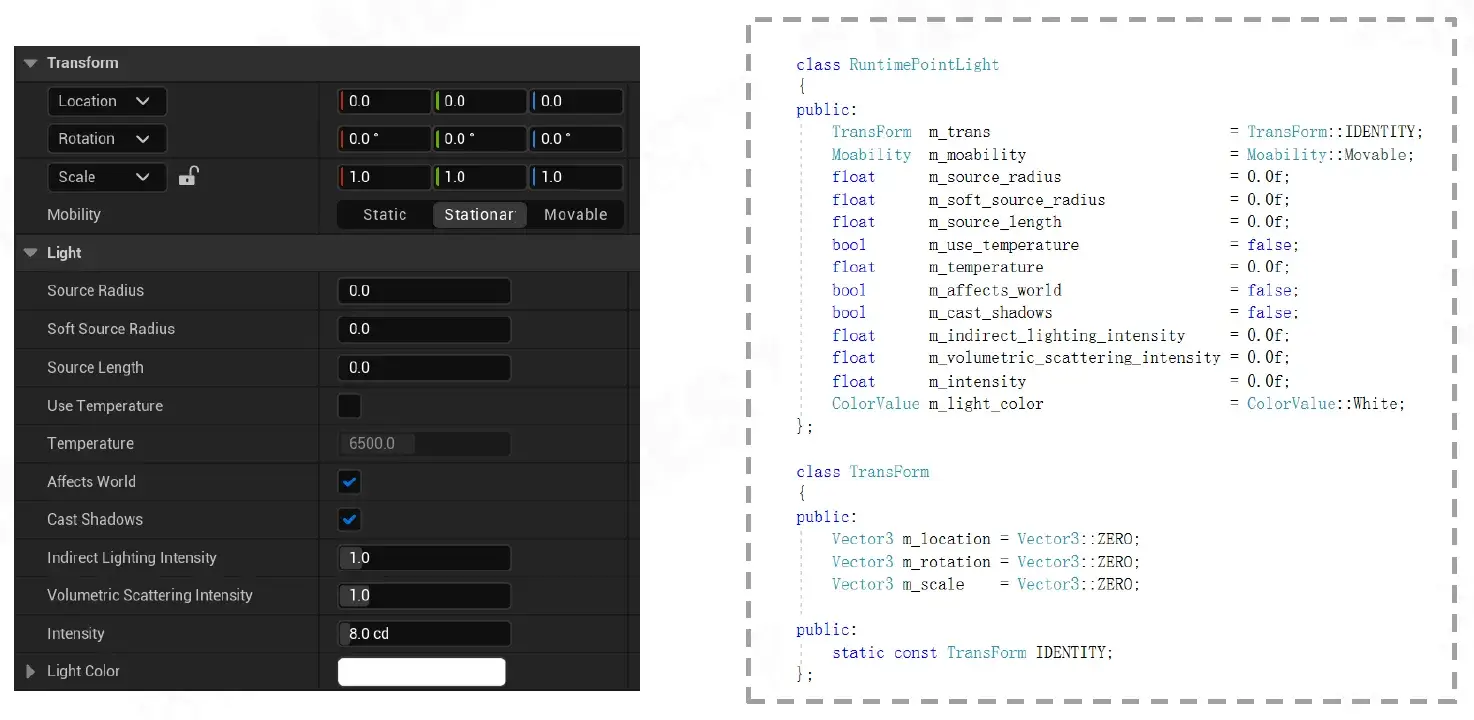 Transform
Location 0.0 0.0 0.0
Rotation 0.0° 0.0° 0.0°
Scale 1.0 1.0 1.0
Mobility Static Stationar Movable
Light
Source Radius 0.0
Soft Source Radius 0.0
Source Length 0.0
Use Temperature
Temperature 6500.0
Affects World
Cast Shadows
Indirect Lighting Intensity 1.0
Volumetric Scattering Intensity 1.0
Intensity 8.0 cd
Light Color
class RuntimePointLight
{
public:
TransForm m_trans = TransForm::IDENTITY;
Moability m_moability = Moability::Movable;
float m_source_radius = 0.0f;
float m_soft_source_radius = 0.0f;
float m_source_length = 0.0f;
bool m_use_temperature = false;
float m_temperature = 0.0f;
bool m_affects_world = false;
bool m_cast_shadows = false;
float m_indirect_lighting_intensity = 0.0f;
float m_volumetric_scattering_intensity = 0.0f;
float m_intensity = 0.0f;
ColorValue m_light_color = ColorValue::White;
};
class TransForm
{
public:
Vector3 m_location = Vector3::ZERO;
Vector3 m_rotation = Vector3::ZERO;
Vector3 m_scale = Vector3::ZERO;
public:
static const TransForm IDENTITY;
};